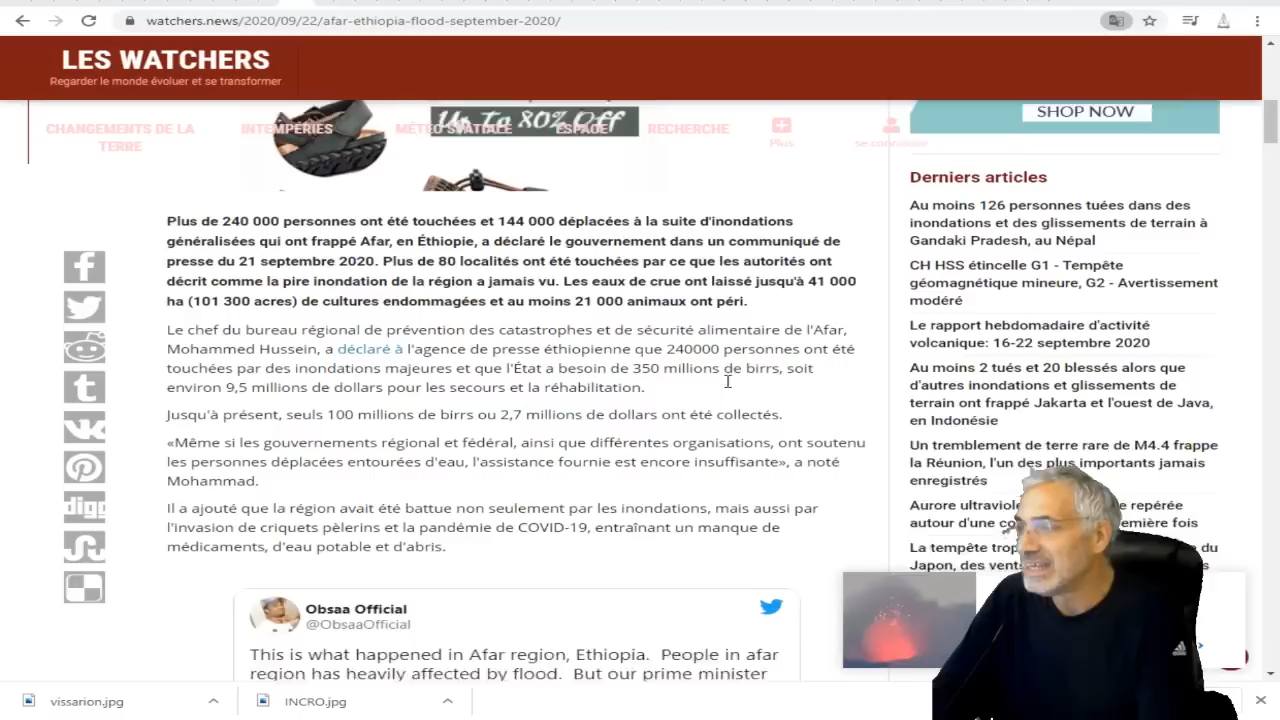 watchers.news/2020/09/22/afar-ethiopia-flood-september-2020/
LES WATCHERS
Regarder le monde évoluer et se transformer
CHANGEMENTS DE LA
TERRE
INTEMPÉRIES
MÉTÉO SPATIALE
ESPACE
RECHERCHE
Plus
se connecter
Up To 80% Off
SHOP NOW
Plus de 240 000 personnes ont été touchées et 144 000 déplacées à la suite d'inondations
généralisées qui ont frappé Afar, en Éthiopie, a déclaré le gouvernement dans un communiqué de
presse du 21 septembre 2020. Plus de 80 localités ont été touchées par ce que les autorités ont
décrit comme la pire inondation de la région a jamais vu. Les eaux de crue ont laissé jusqu'à 41 000
ha (101 300 acres) de cultures endommagées et au moins 21 000 animaux ont péri.
Le chef du bureau régional de prévention des catastrophes et de sécurité alimentaire de l'Afar,
Mohammed Hussein, a déclaré à l'agence de presse éthiopienne que 240000 personnes ont été
touchées par des inondations majeures et que l'État a besoin de 350 millions de birrs, soit
environ 9,5 millions de dollars pour les secours et la réhabilitation.
Jusqu'à présent, seuls 100 millions de birrs ou 2,7 millions de dollars ont été collectés.
«Même si les gouvernements régional et fédéral, ainsi que différentes organisations, ont soutenu
les personnes déplacées entourées d'eau, l'assistance fournie est encore insuffisante», a noté
Mohammad.
Il a ajouté que la région avait été battue non seulement par les inondations, mais aussi par
l'invasion de criquets pèlerins et la pandémie de COVID-19, entraînant un manque de
médicaments, d'eau potable et d'abris.
digg
Obsaa Official
@ObsaaOfficial
This is what happened in Afar region, Ethiopia. People in afar
region has heavily affected by flood. But our prime minister
Derniers articles
Au moins 126 personnes tuées dans des
inondations et des glissements de terrain à
Gandaki Pradesh, au Népal
CH HSS étincelle G1 - Tempête
géomagnétique mineure, G2 - Avertissement
modéré
Le rapport hebdomadaire d'activité
volcanique: 16-22 septembre 2020
Au moins 2 tués et 20 blessés alors que
d'autres inondations et glissements de
terrain ont frappé Jakarta et l'ouest de Java,
en Indonésie
Un tremblement de terre rare de M4.4 frappe
la Réunion, l'un des plus importants jamais
enregistrés
Aurore ultraviole e repérée
autour d'une co emière fois
La tempête trop du
Japon, des vents s
adidas
vissarion.jpg
INCRO.jpg